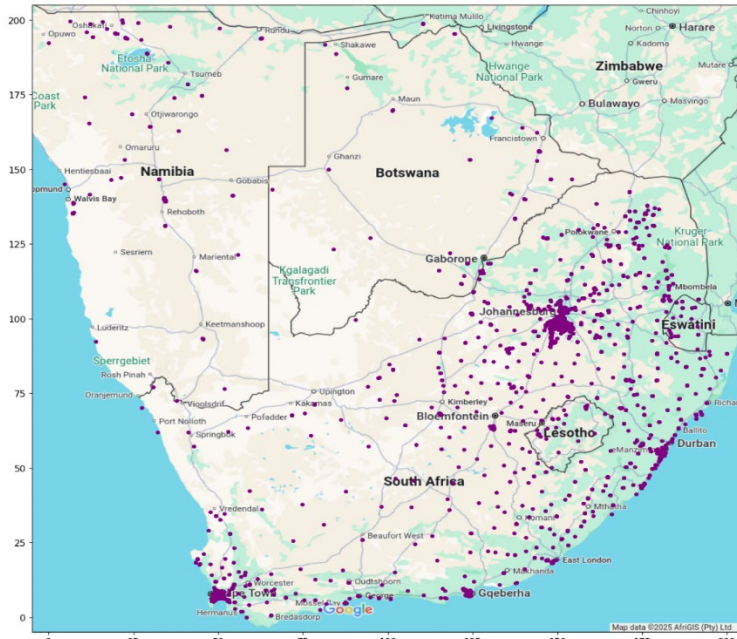 Chinhoyi
Oshakati
Opuwo
Rundu
Katima Mulilo
Livingstone
Norton
Harare
Shakawe
Hwange
Kadoma
Etosha
National Park
Tsumeb
Gumare
Hwange
National Park
Zimbabwe
Mutare
Gweru
Coast
Park
Otjiwarongo
Maun
Bulawayo
Masvingo
Francistown
Omaruru
Ghanzi
Hentiesbaai
Namibia
Botswana
Gobabis
Walvis Bay
Rehoboth
Polokwane
Kruger
National Park
Sesriem
Mariental
Gaborone
Kgalagadi
Transfrontier
Park
Mbombela
Johannesburg
Eswatini
Luderitz
Keetmanshoop
Sperrgebiet
Rosh Pinah
Oranjemund
Vioolsdrif
Upington
Kakamas
Kimberley
Port Nolloth
Pofadder
Bloemfontein
Maseru
Lesotho
Springbok
Ballito
Durban
South Africa
Vredendal
Mthatha
Komani
Beaufort West
East London
Makhanda
Worcester
Oudtshoorn
George
Gqeberha
Hermanus
Mossel Bay
Bredasdorp
Google
Map data ©2025 AfriGIS (Pty) Ltd
200
175
150
125
100
75
50
25
0